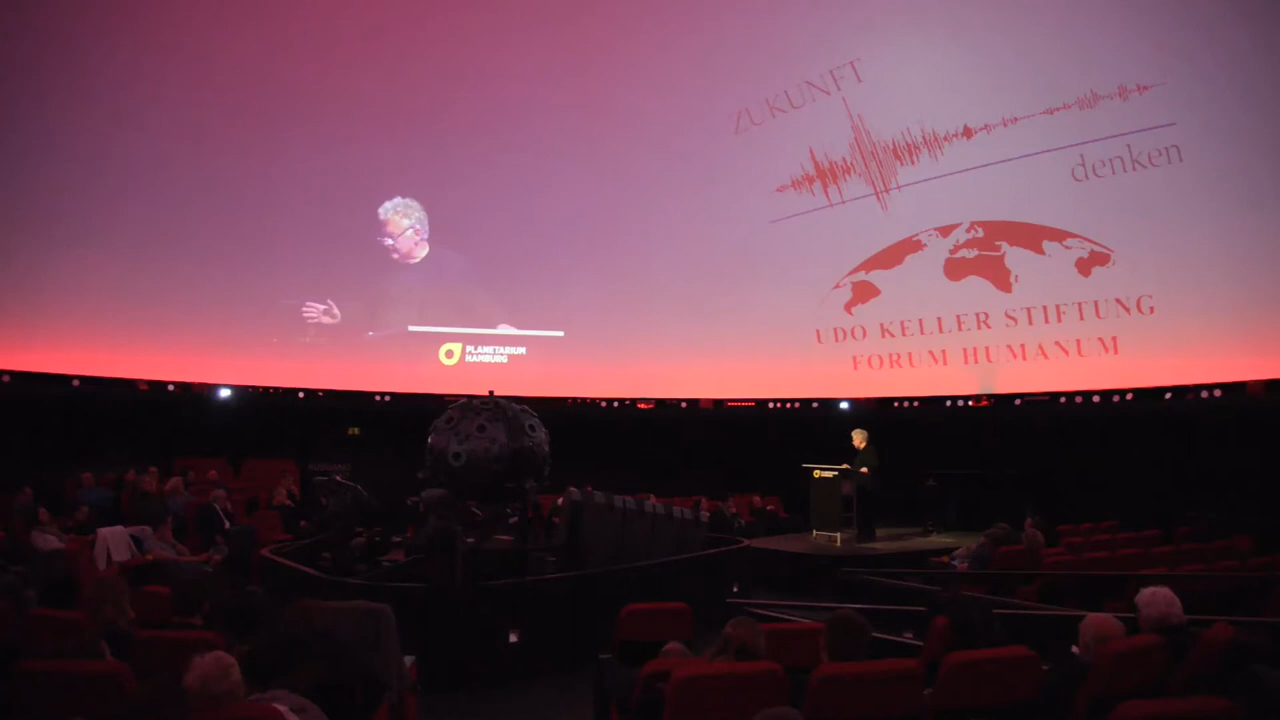 ZUKUNFT
denken
UDO KELLER STIFTUNG
FORUM HUMANUM
PLANETARIUM
HAMBURG